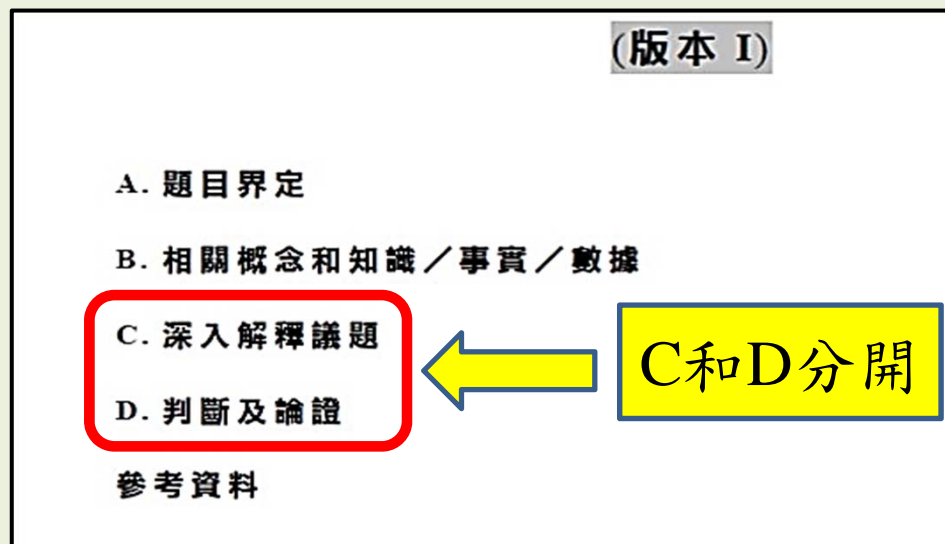 (版本 I)
A. 題目界定
B. 相關概念和知識／事實／數據
C. 深入解釋議題
D. 判斷及論證
C和D分開
參考資料